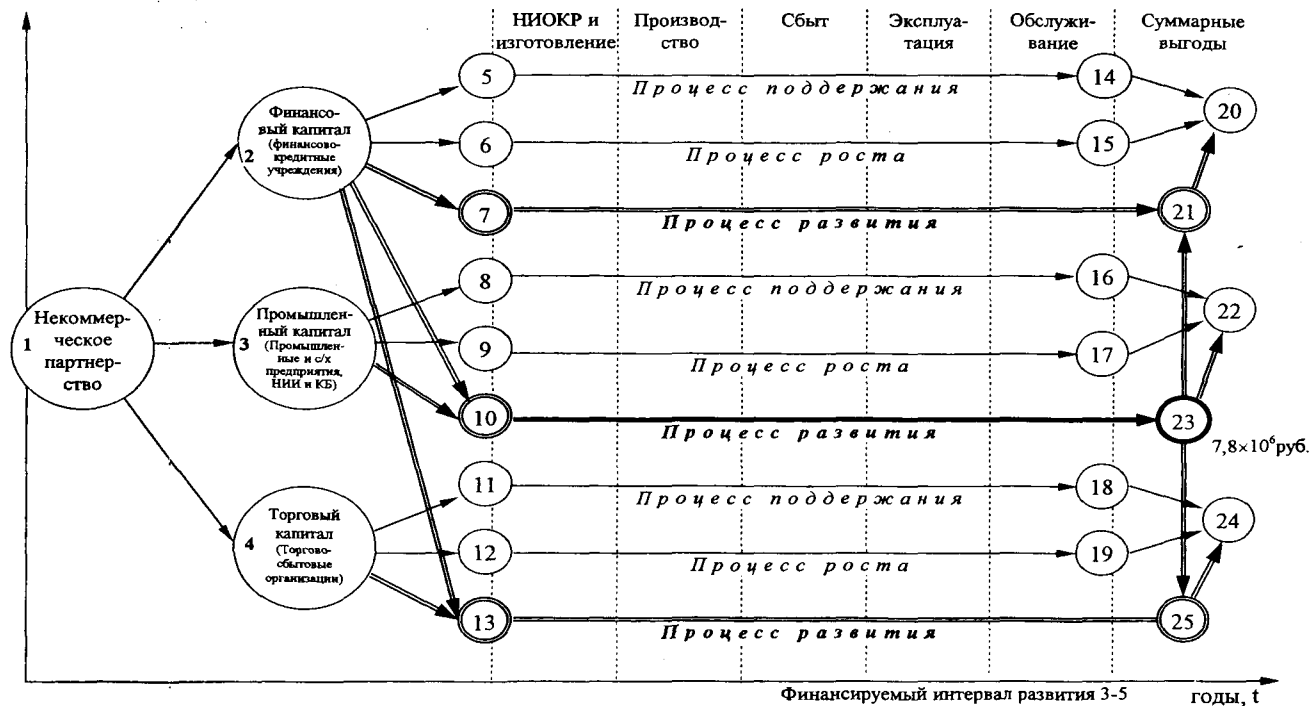 НИОКР и
изготовление
Производ-
ство
Сбыт
Эксплуа-
тация
Обслужи-
вание
Суммарные
выгоды
5
14
Процесс поддержания
20
Финансо-
вый капитал
(финансово-
2 кредитные
учреждения)
6
15
Процесс роста
7
21
Процесс развития
8
16
Процесс поддержания
22
Некоммер-
1 ческое
партнер-
ство
Промышлен-
3 ный капитал
(Промышлен-
ные и с/х
предприятия,
НИИ и КБ)
9
17
Процесс роста
10
23
Процесс развития
7,8×10⁶руб.
11
18
Процесс поддержания
24
Торговый
капитал
4 (Торгово-
сбытовые
организации)
12
19
Процесс роста
13
25
Процесс развития
Финансируемый интервал развития 3-5
годы, t